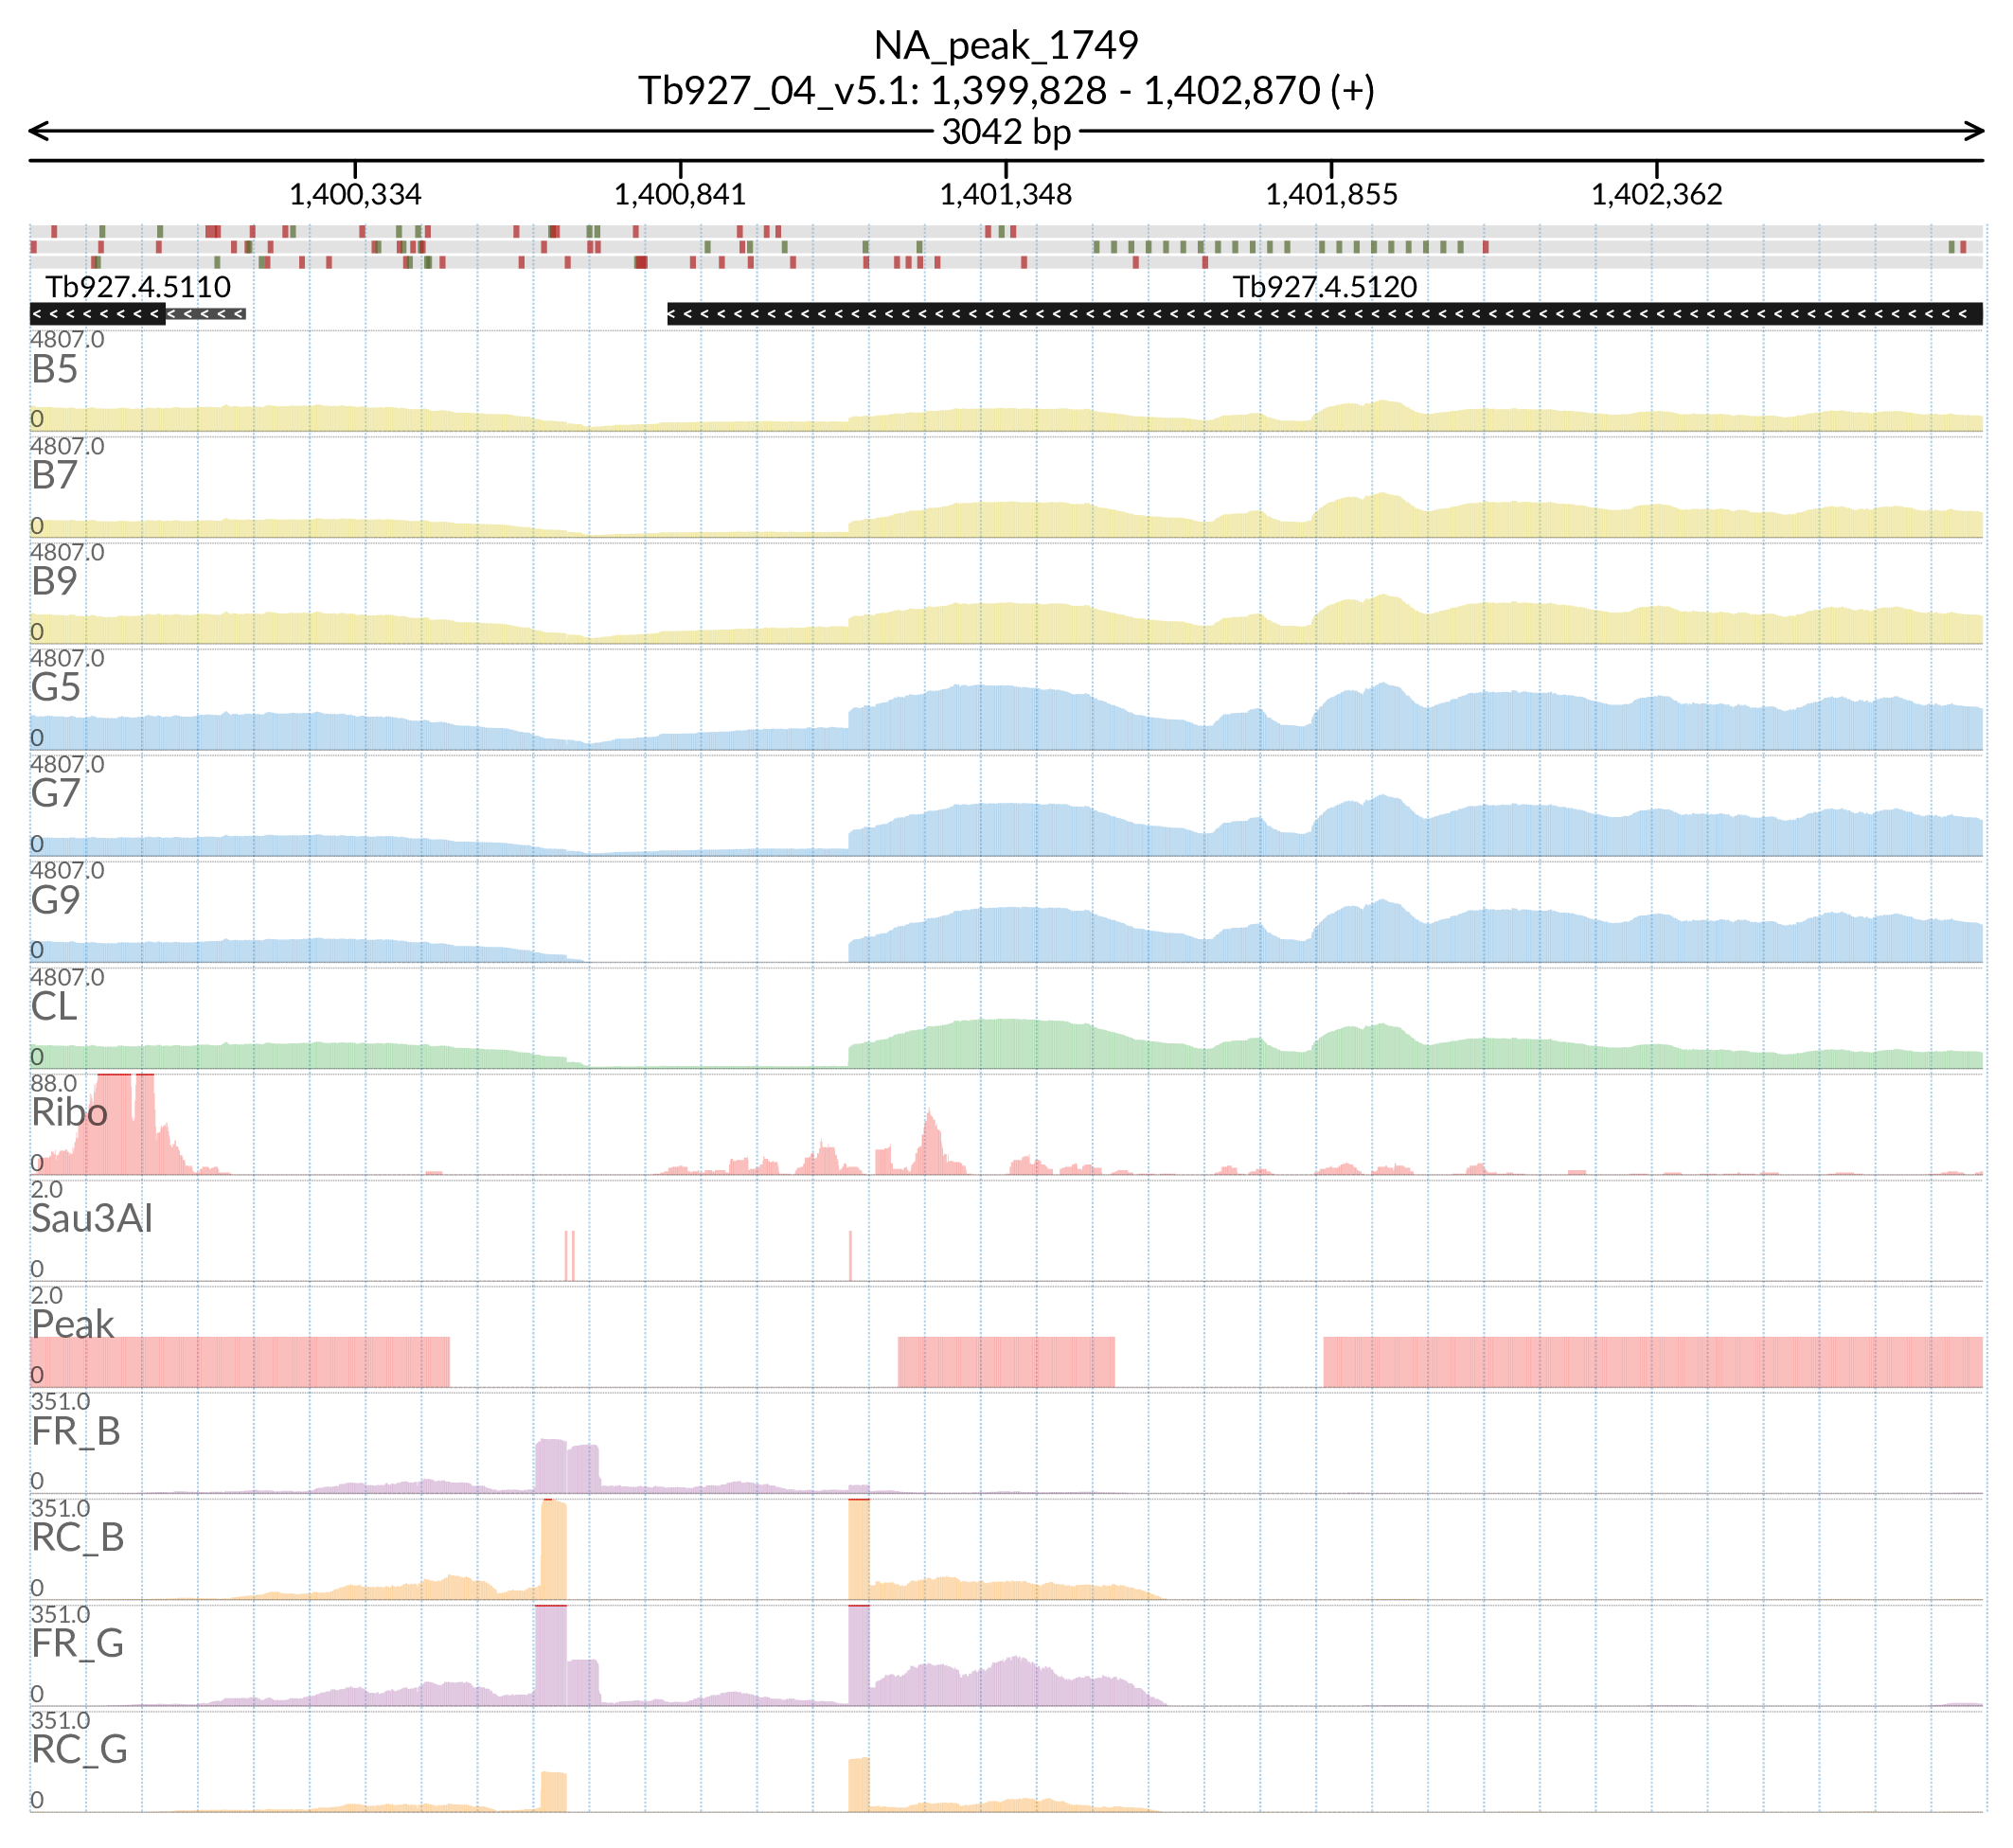 NA_peak_1749
Tb927_04_v5.1: 1,399,828 - 1,402,870 (+)
3042 bp
1,400,334 1,400,841 1,401,348 1,401,855 1,402,362
Tb927.4.5110 Tb927.4.5120
4807.0
B5
0
4807.0
B7
0
4807.0
B9
0
4807.0
G5
0
4807.0
G7
0
4807.0
G9
0
4807.0
CL
0
88.0
Ribo
0
2.0
Sau3AI
0
2.0
Peak
0
351.0
FR_B
0
351.0
RC_B
0
351.0
FR_G
0
351.0
RC_G
0